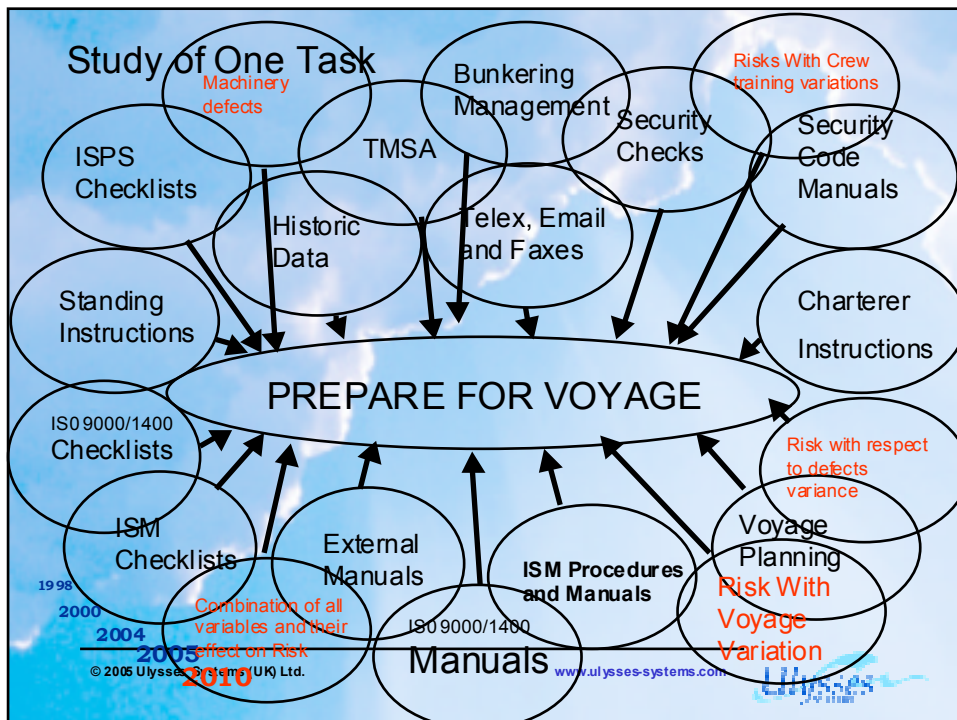 Study of One Task
Machinery
defects
Bunkering
Management
Risks With Crew
training variations
ISPS
Checklists
TMSA
Security
Checks
Security
Code
Manuals
Historic
Data
Telex, Email
and Faxes
Standing
Instructions
Charterer
Instructions
PREPARE FOR VOYAGE
IS0 9000/1400
Checklists
Risk with respect
to defects
variance
ISM
Checklists
External
Manuals
ISM Procedures
and Manuals
Voyage
Planning
Risk With
Voyage
Variation
Combination of all
variables and their
effect on Risk
IS0 9000/1400
Manuals
1998
2000
2004
2005
2010
© 2005 Ulysses Systems (UK) Ltd.
www.ulysses-systems.com
Ulysses
Systems